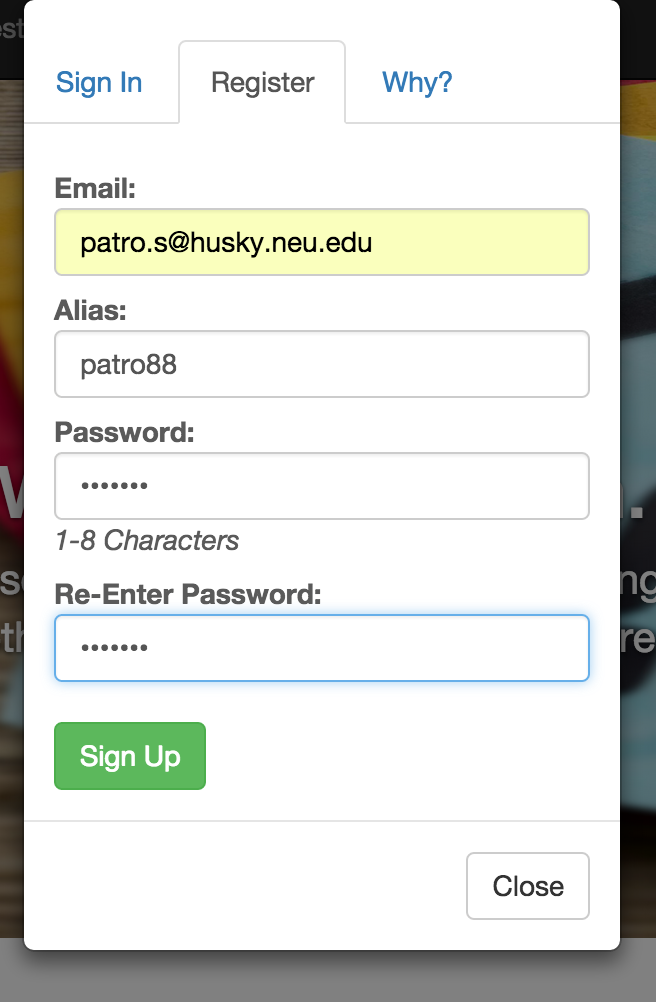 Sign In Register Why?
Email:
patro.s@husky.neu.edu
Alias:
patro88
Password:
•••••••
1-8 Characters
Re-Enter Password:
•••••••
Sign Up
Close